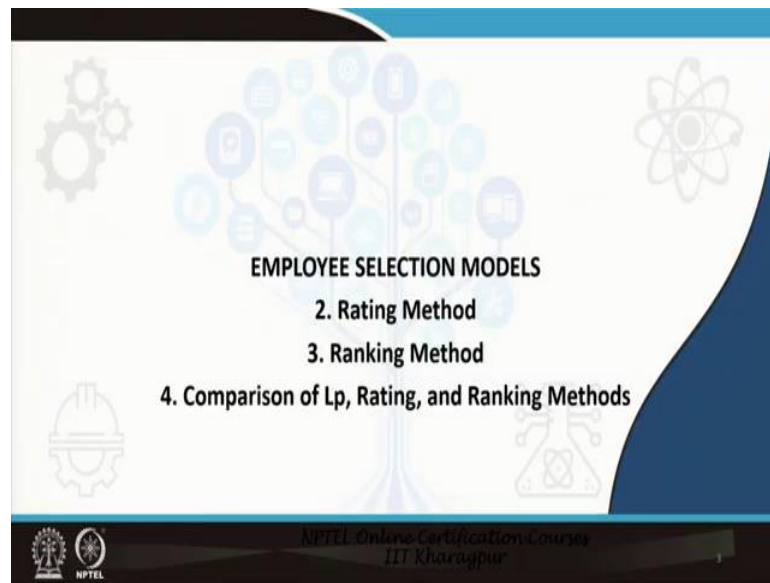 EMPLOYEE SELECTION MODELS
2. Rating Method
3. Ranking Method
4. Comparison of Lp, Rating, and Ranking Methods
NPTEL Online Certification Courses
IIT Kharagpur
NPTEL